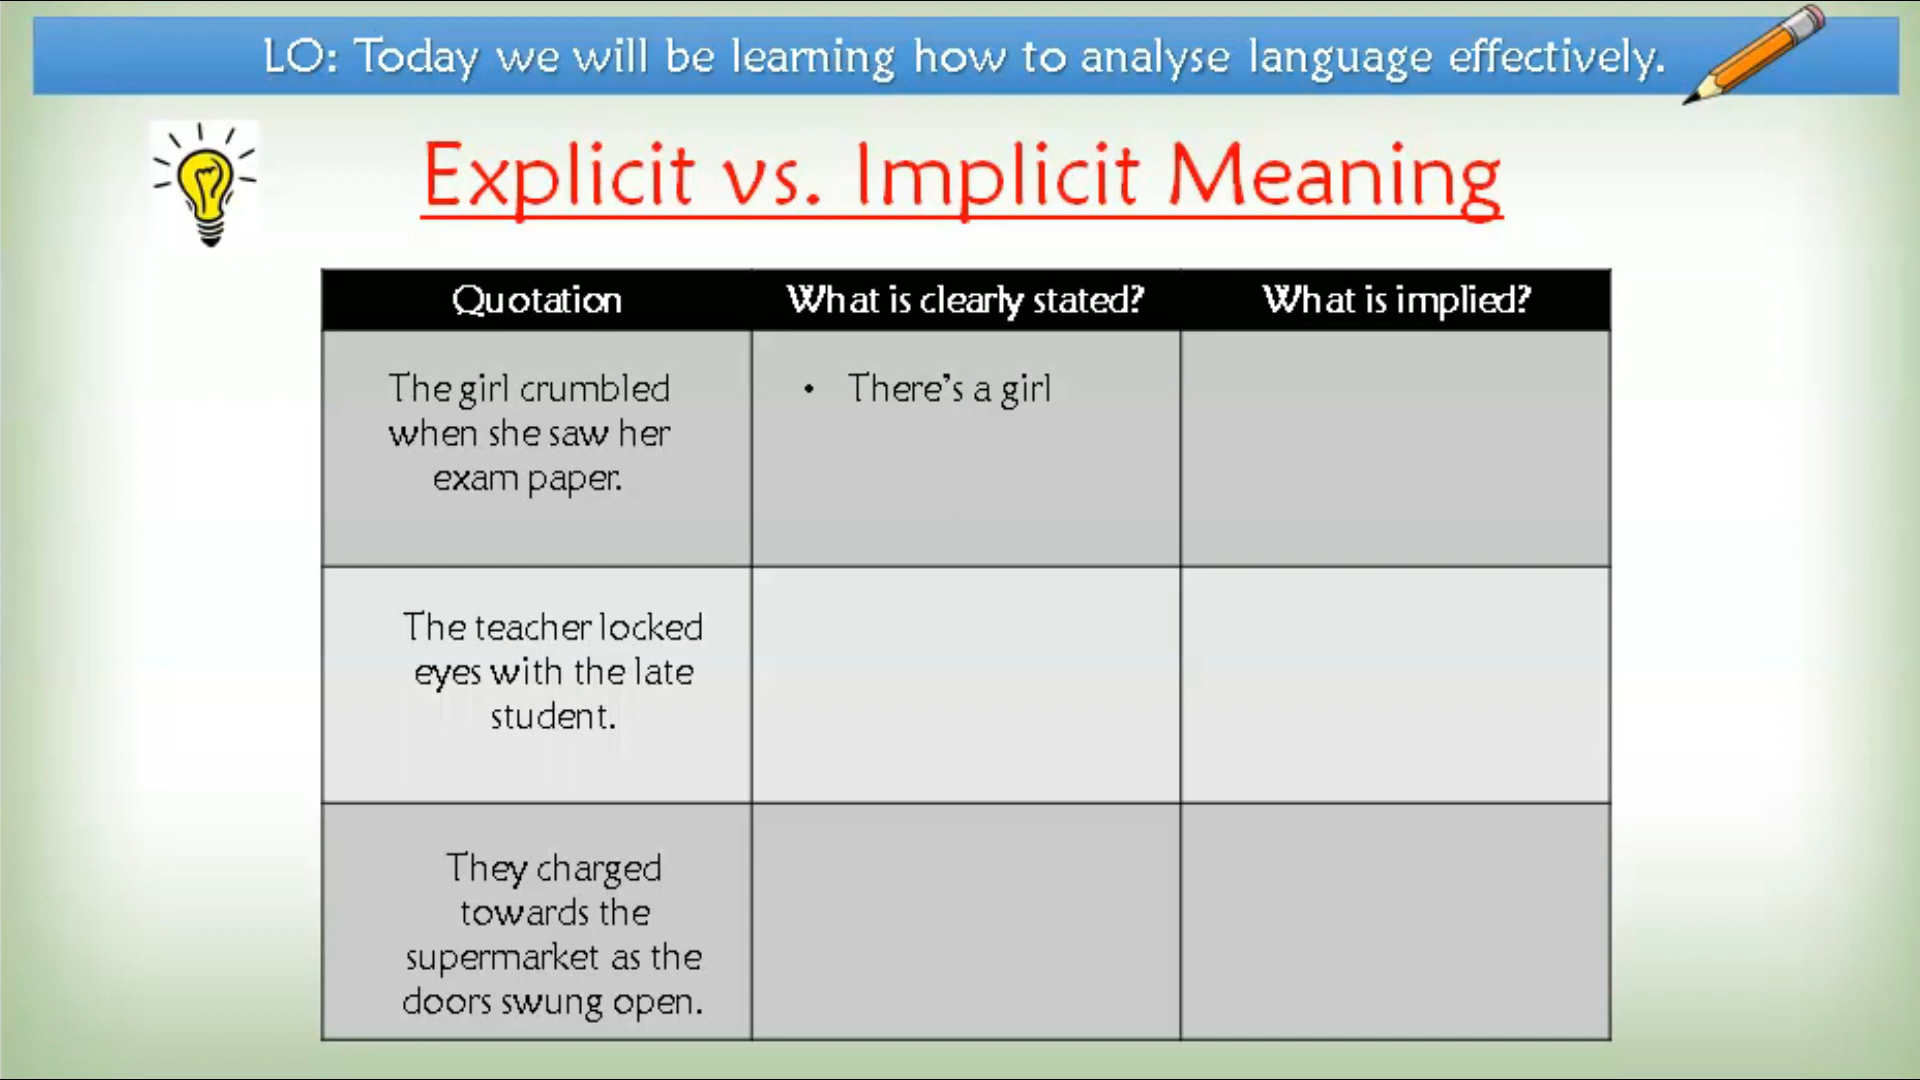 LO: Today we will be learning how to analyse language effectively.
Explicit vs. Implicit Meaning
Quotation
What is clearly stated?
What is implied?
The girl crumbled
when she saw her
exam paper.
• There's a girl
The teacher locked
eyes with the late
student.
They charged
towards the
supermarket as the
doors swung open.